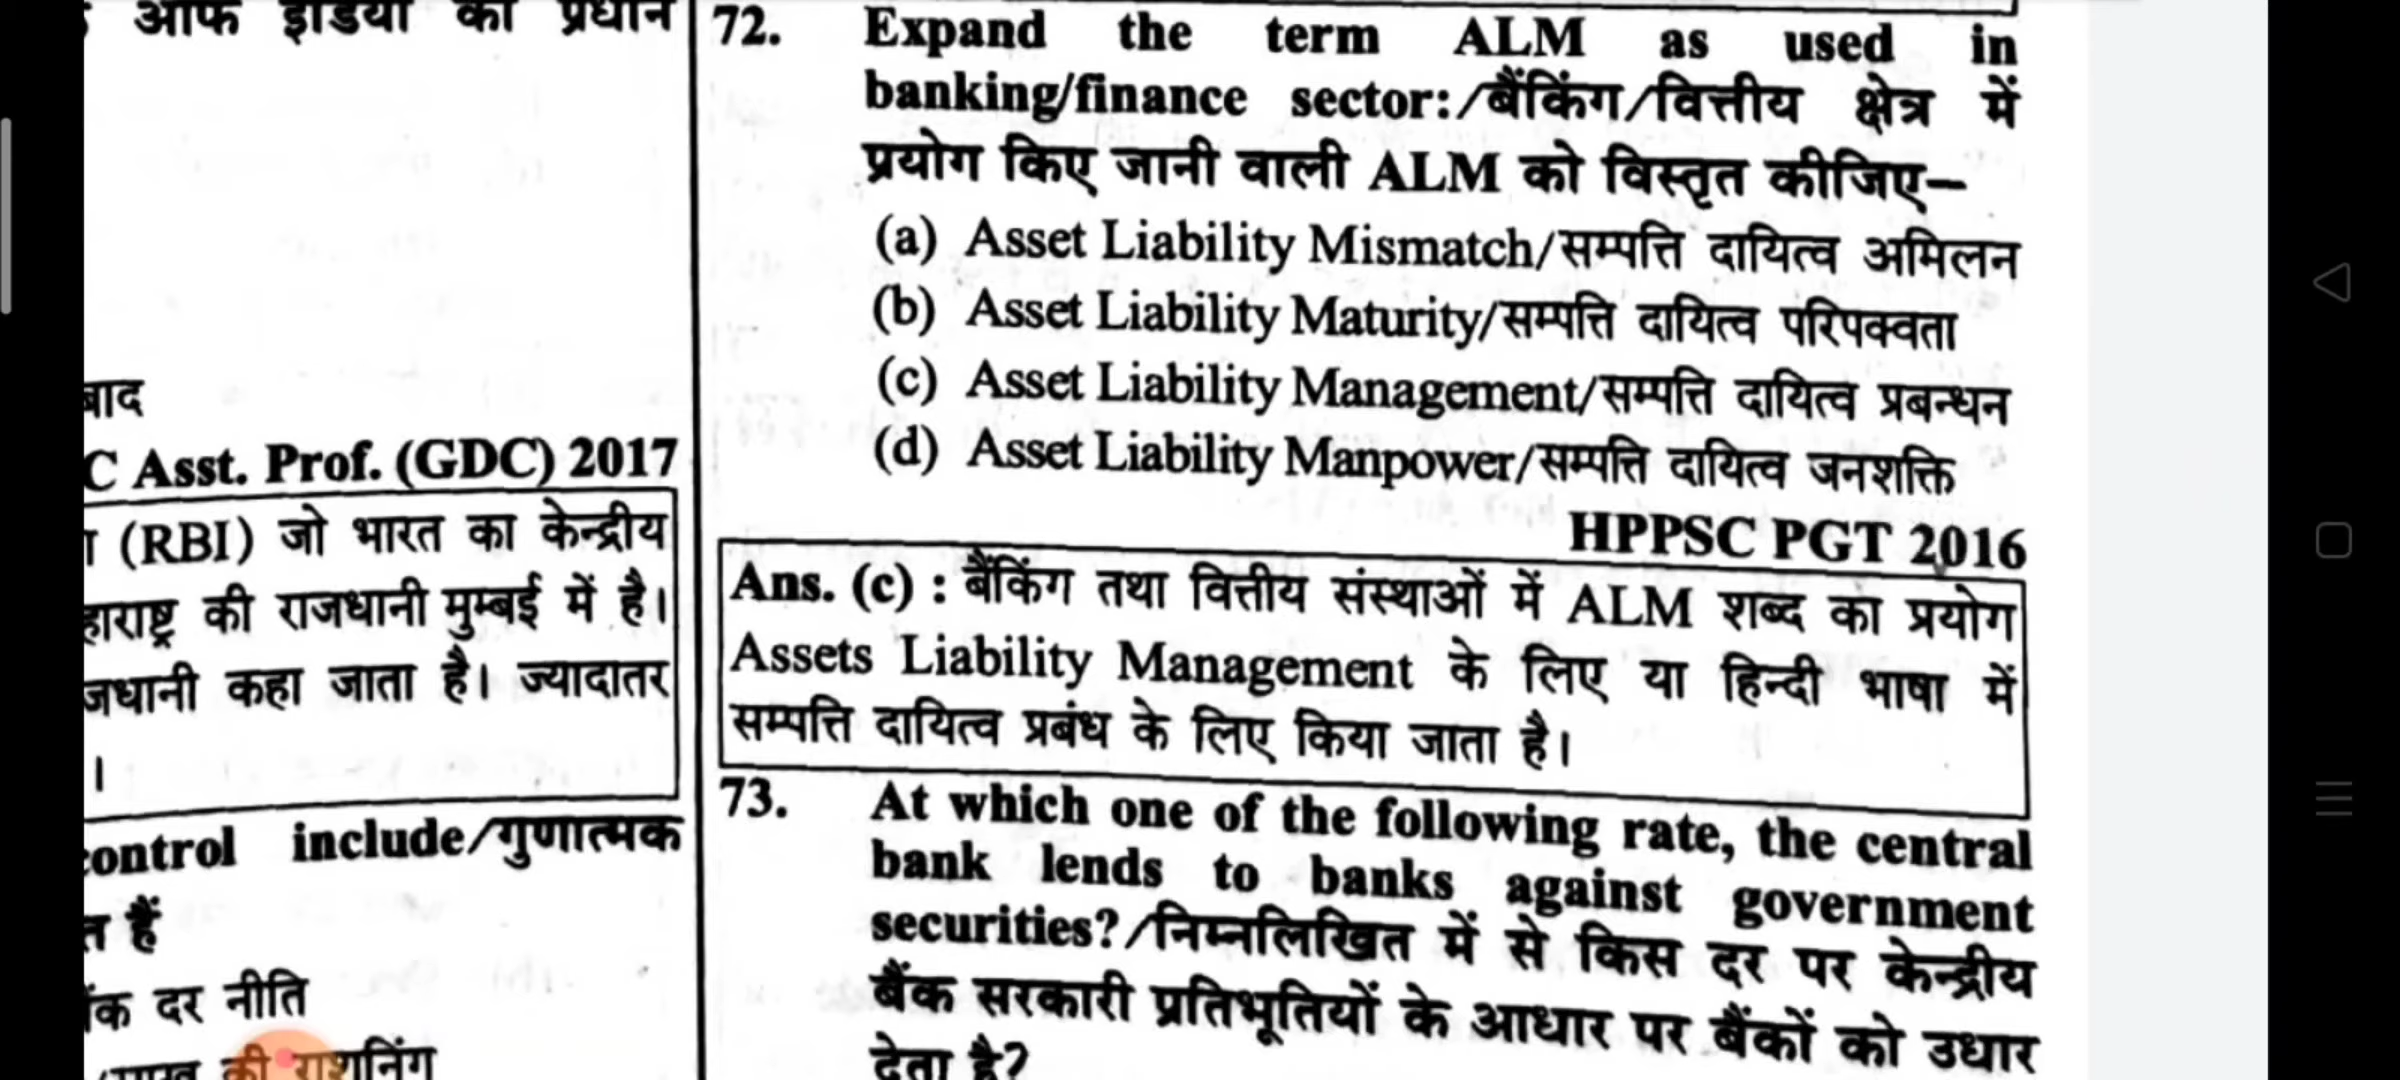 ऑफ इंडिया का प्रधान
बाद
C Asst. Prof. (GDC) 2017
(RBI) जो भारत का केन्द्रीय
की राजधानी मुम्बई में है।
कहा जाता है। ज्यादातर
।
control include/गुणात्मक
हैं
दर नीति
की राशनिंग
72. Expand the term ALM as used in
banking/finance sector:/बैंकिंग/वित्तीय क्षेत्र में
प्रयोग किए जानी वाली ALM को विस्तृत कीजिए–
(a) Asset Liability Mismatch/सम्पत्ति दायित्व अमिलन
(b) Asset Liability Maturity/सम्पत्ति दायित्व परिपक्वता
(c) Asset Liability Management/सम्पत्ति दायित्व प्रबन्धन
(d) Asset Liability Manpower/सम्पत्ति दायित्व जनशक्ति
HPPSC PGT 2016
Ans. (c) : बैंकिंग तथा वित्तीय संस्थाओं में ALM शब्द का प्रयोग
Assets Liability Management के लिए या हिन्दी भाषा में
सम्पत्ति दायित्व प्रबंध के लिए किया जाता है।
73. At which one of the following rate, the central
bank lends to banks against government
securities?/निम्नलिखित में से किस दर पर केन्द्रीय
बैंक सरकारी प्रतिभूतियों के आधार पर बैंकों को उधार
देता है?